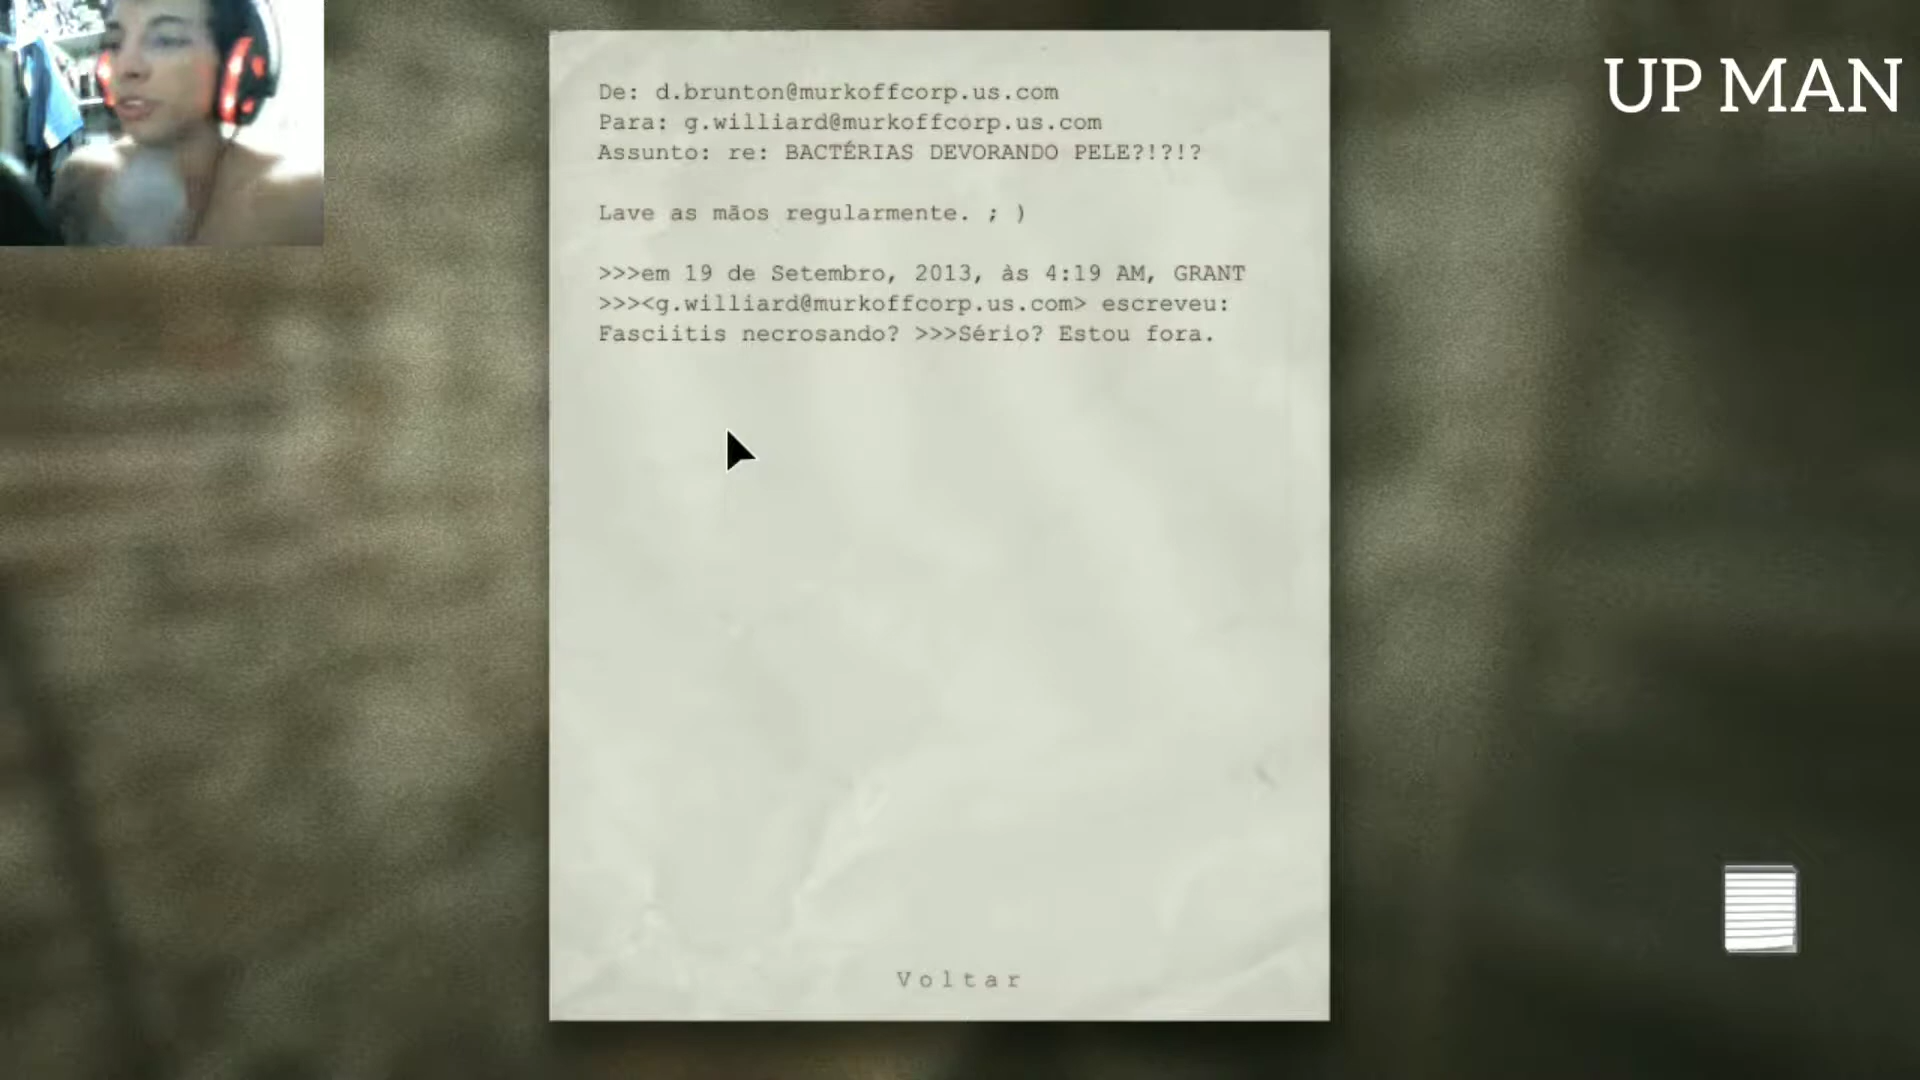 UP MAN
De: d.brunton@murkoffcorp.us.com
Para: g.williard@murkoffcorp.us.com
Assunto: re: BACTÉRIAS DEVORANDO PELE?!?!?
Lave as mãos regularmente. ; )
>>>em 19 de Setembro, 2013, às 4:19 AM, GRANT
>>><g.williard@murkoffcorp.us.com> escreveu:
Fasciitis necrosando? >>>Sério? Estou fora.
Voltar